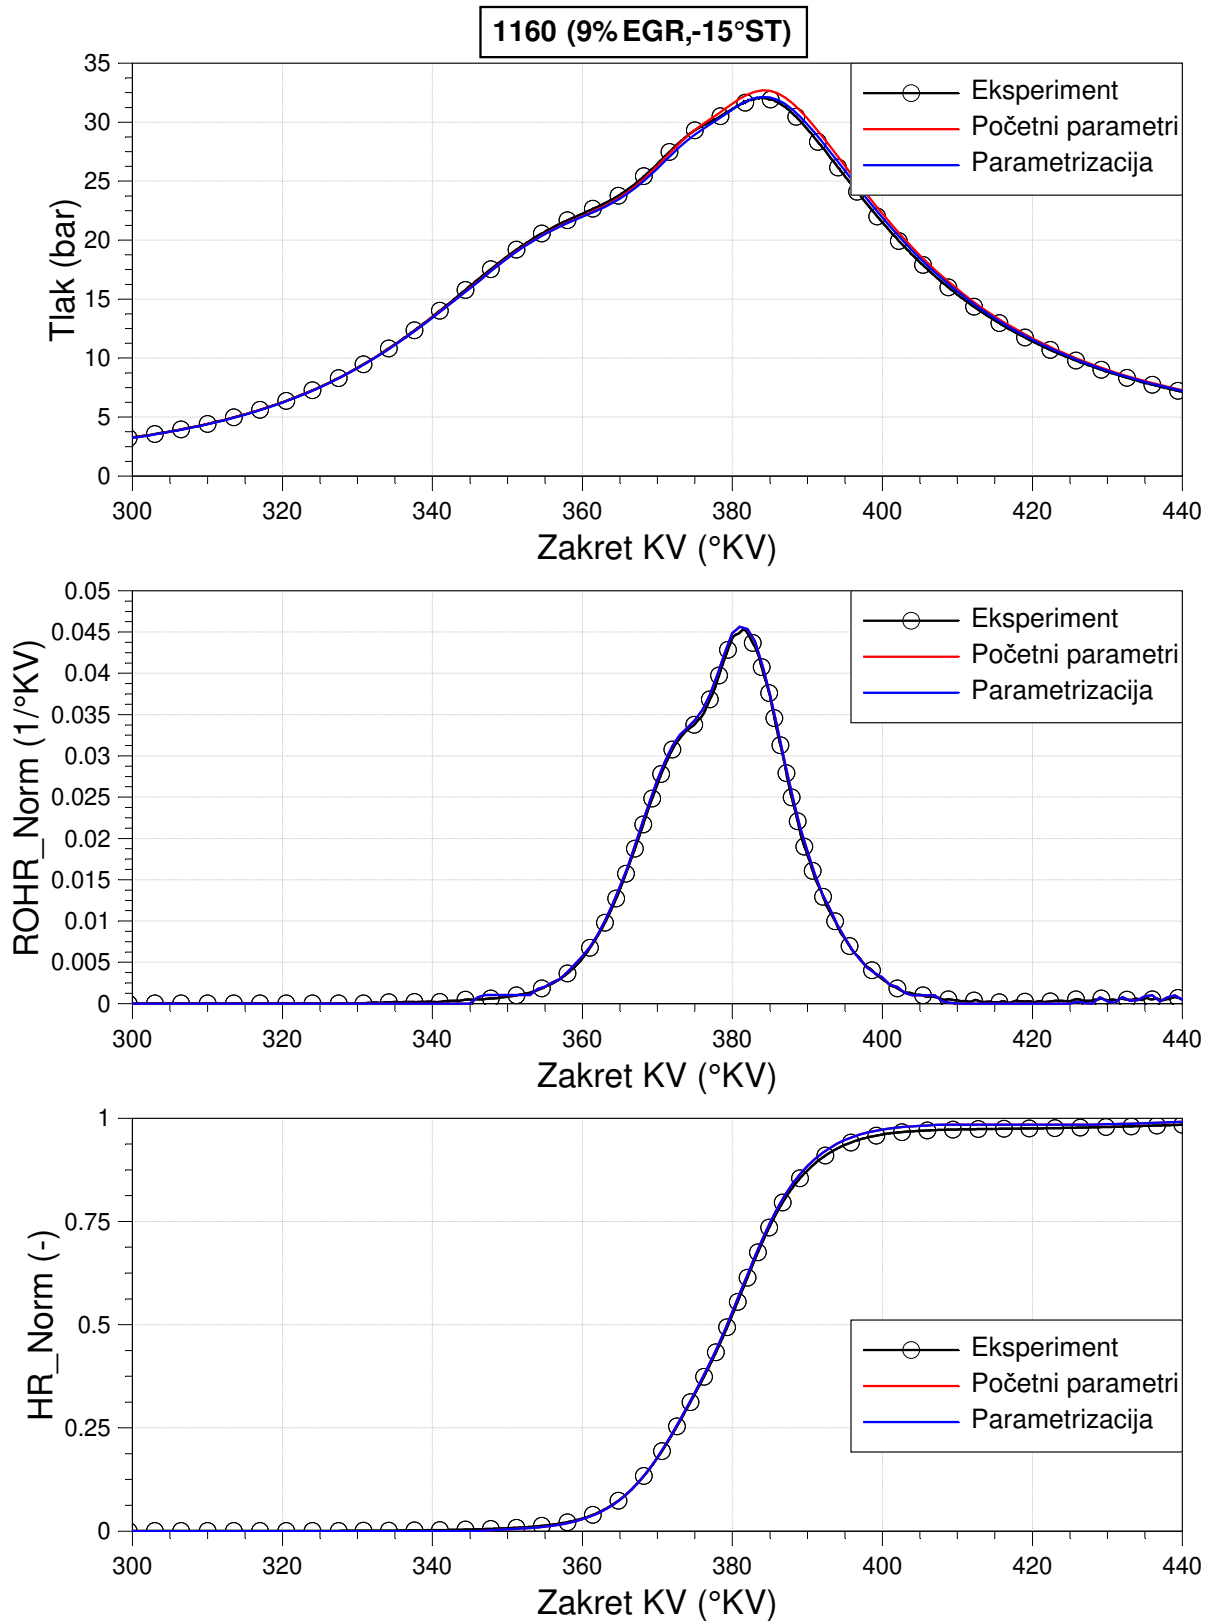 1160 (9% EGR,-15°ST)
35
30
25
20
15
10
5
0
Tlak (bar)
Eksperiment
Početni parametri
Parametrizacija
300 320 340 360 380 400 420 440
Zakret KV (°KV)
0.05
0.045
0.04
0.035
0.03
0.025
0.02
0.015
0.01
0.005
0
ROHR_Norm (1/°KV)
Eksperiment
Početni parametri
Parametrizacija
300 320 340 360 380 400 420 440
Zakret KV (°KV)
1
0.75
0.5
0.25
0
HR_Norm (-)
Eksperiment
Početni parametri
Parametrizacija
300 320 340 360 380 400 420 440
Zakret KV (°KV)